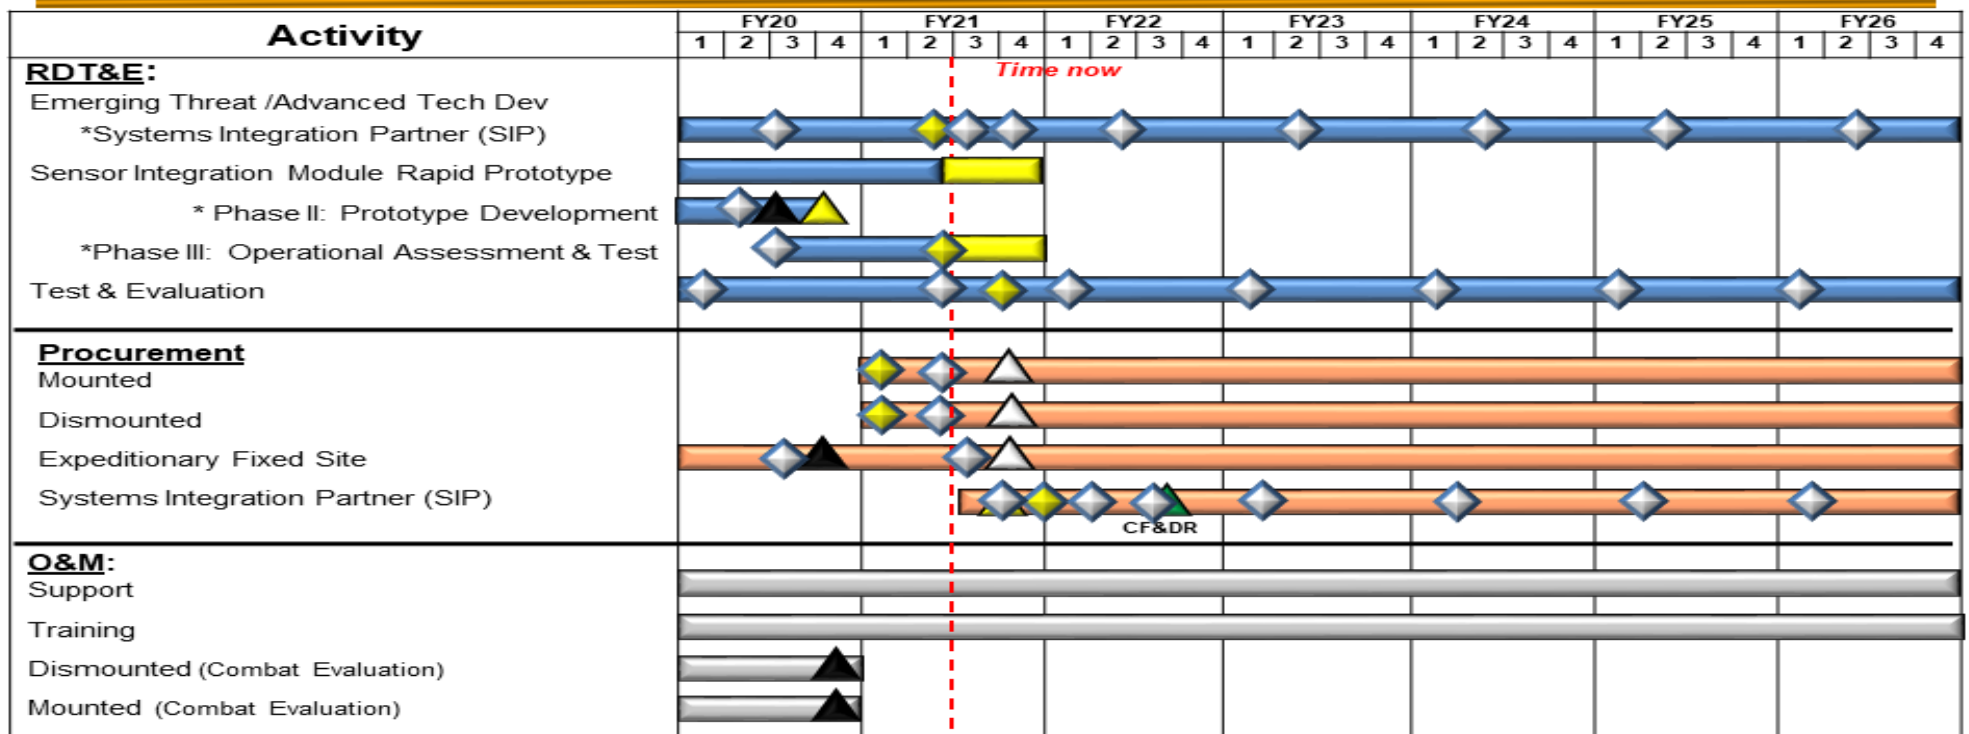 Activity FY20 FY21 FY22 FY23 FY24 FY25 FY26
1 2 3 4 1 2 3 4 1 2 3 4 1 2 3 4 1 2 3 4 1 2 3 4 1 2 3 4
RDT&E: Time now
Emerging Threat /Advanced Tech Dev
*Systems Integration Partner (SIP)
Sensor Integration Module Rapid Prototype
* Phase II: Prototype Development
*Phase III: Operational Assessment & Test
Test & Evaluation
Procurement
Mounted
Dismounted
Expeditionary Fixed Site
Systems Integration Partner (SIP)
CF&DR
O&M:
Support
Training
Dismounted (Combat Evaluation)
Mounted (Combat Evaluation)